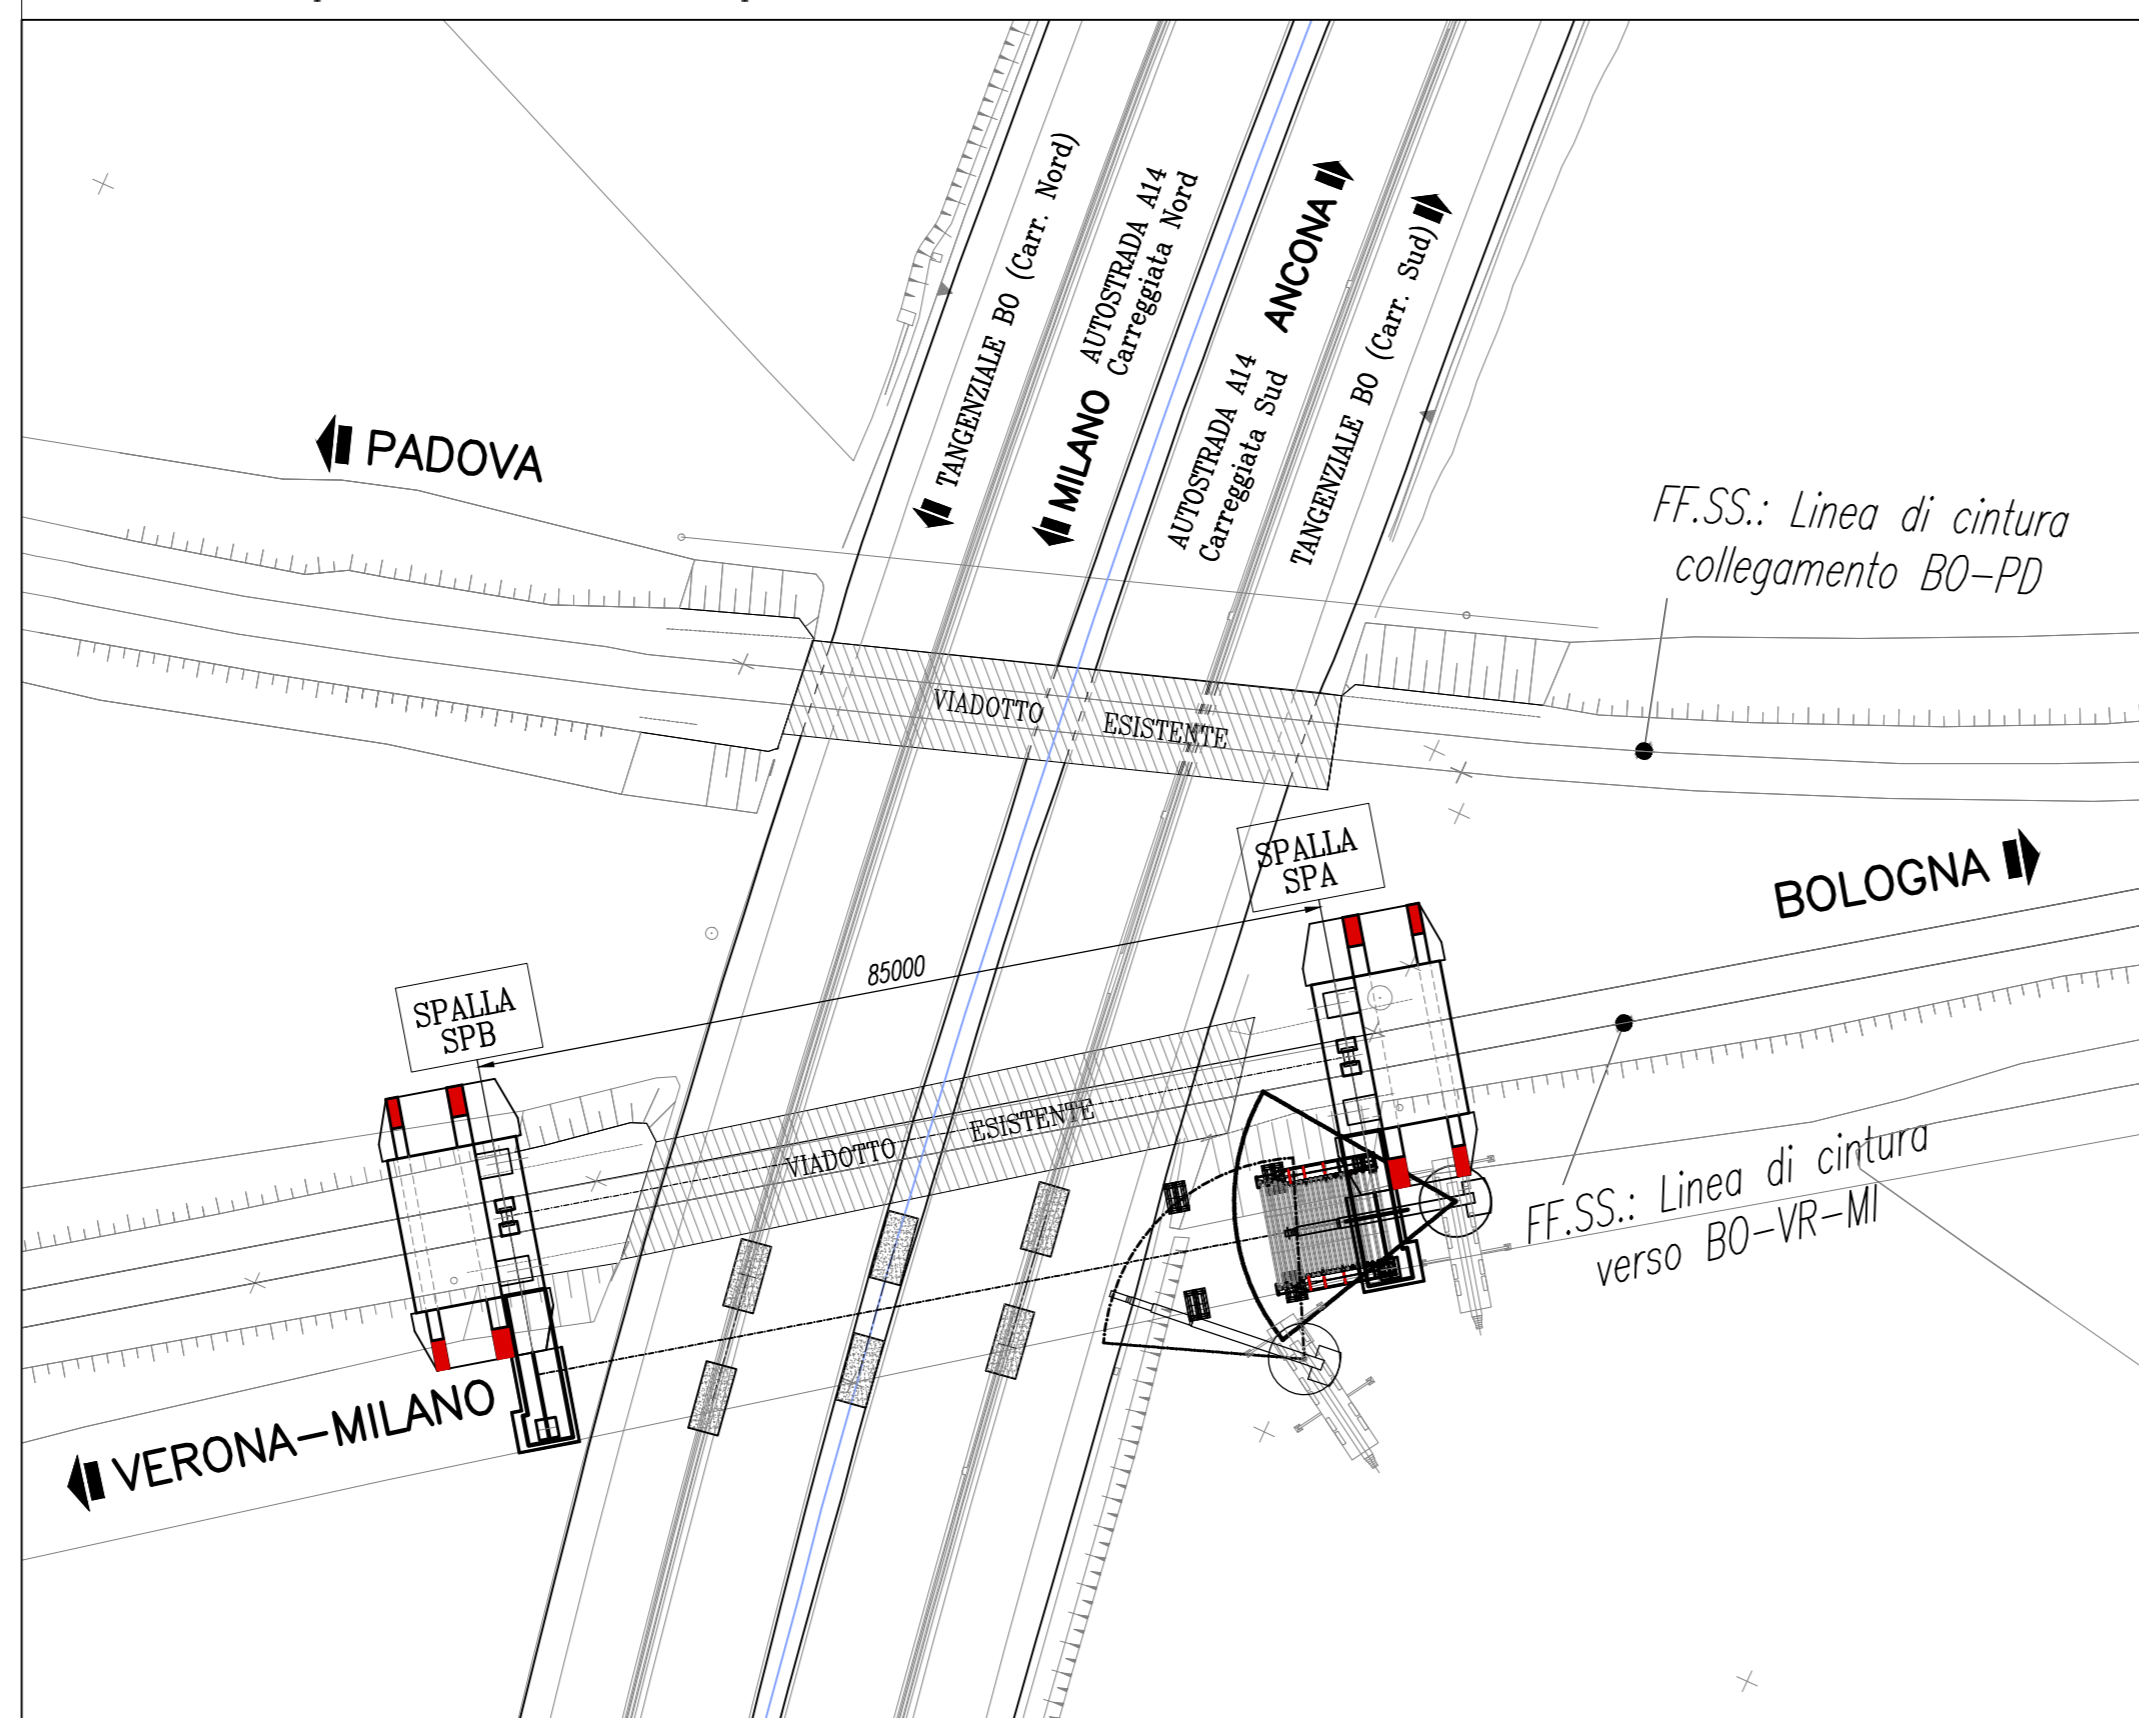 TANGENZIALE BO (Carr. Nord)
MILANO
AUTOSTRADA A14
Carreggiata Nord
AUTOSTRADA A14
Carreggiata Sud
ANCONA
TANGENZIALE BO (Carr. Sud)
PADOVA
FF.SS.: Linea di cintura
collegamento BO-PD
VIADOTTO ESISTENTE
SPALLA
SPA
BOLOGNA
85000
SPALLA
SPB
VIADOTTO ESISTENTE
FF.SS.: Linea di cintura
verso BO-VR-MI
VERONA-MILANO